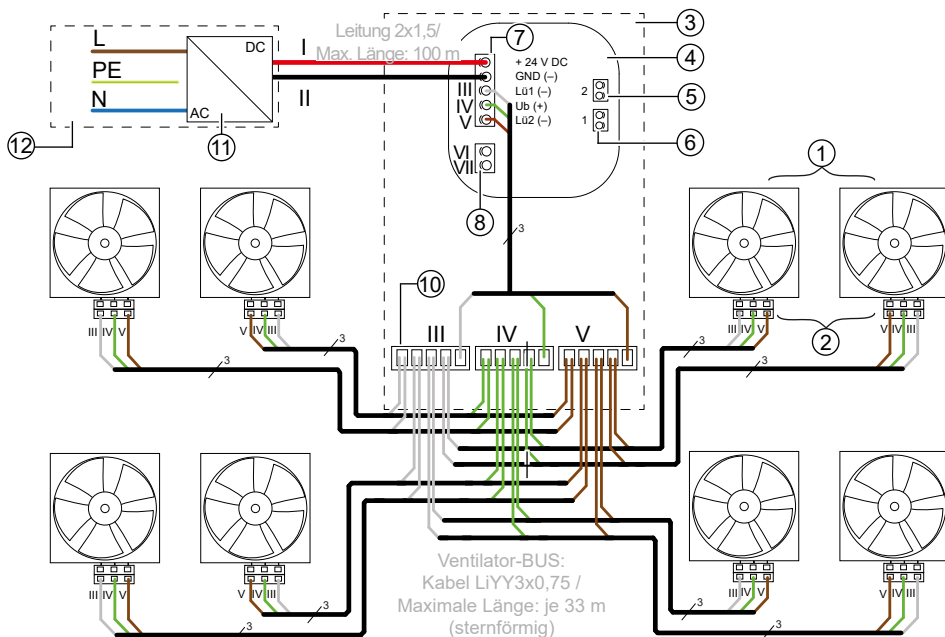 Leitung 2x1,5/
Max. Länge: 100 m
L
PE
N
DC
AC
I
II
12
11
7
3
4
+ 24 V DC
GND (–)
III
Lü1 (–)
IV
Ub (+)
V
Lü2 (–)
2
5
1
6
VI
VII
8
3
1
10
III
IV
V
III IV V
V IV III
2
III IV V
V IV III
3
3
3
3
III IV V
V IV III
III IV V
V IV III
3
3
3
3
Ventilator-BUS:
Kabel LiYY3x0,75 /
Maximale Länge: je 33 m
(sternförmig)